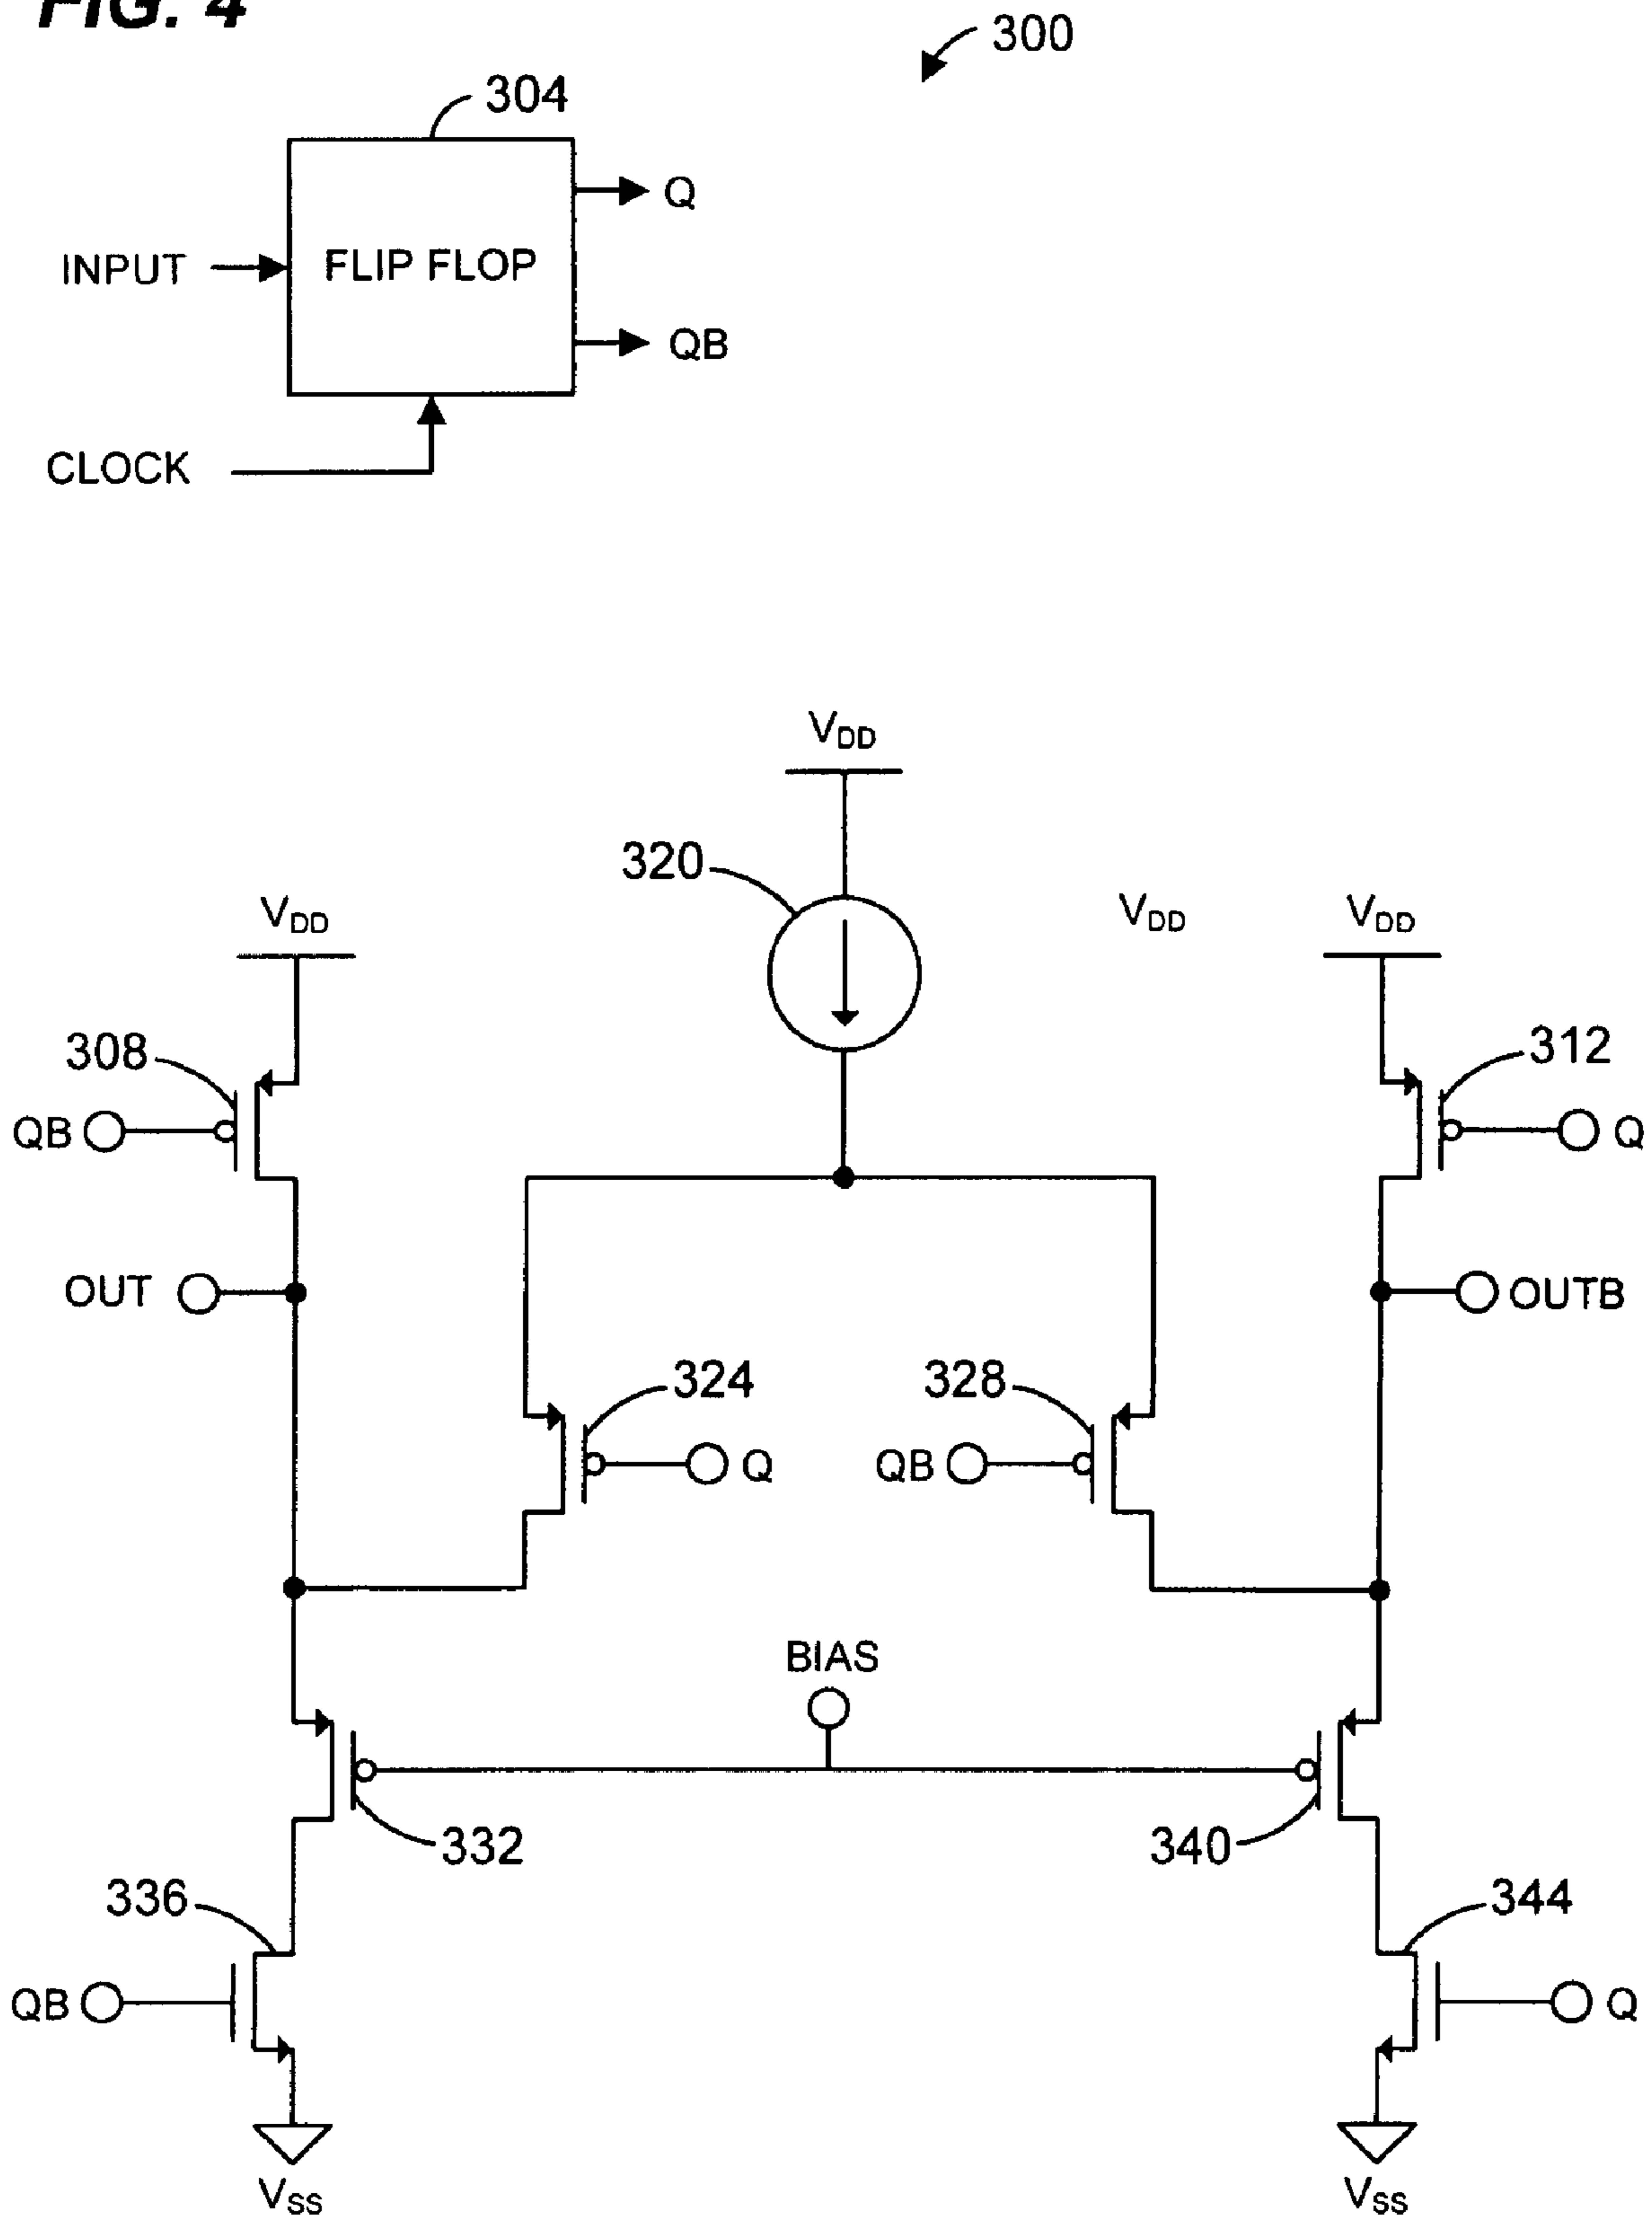 FIG. 4
300
304
Q
INPUT
FLIP FLOP
QB
CLOCK
VDD
320
VDD
VDD
VDD
308
312
QB
Q
OUT
OUTB
324
328
Q
QB
BIAS
332
340
336
344
QB
Q
VSS
VSS